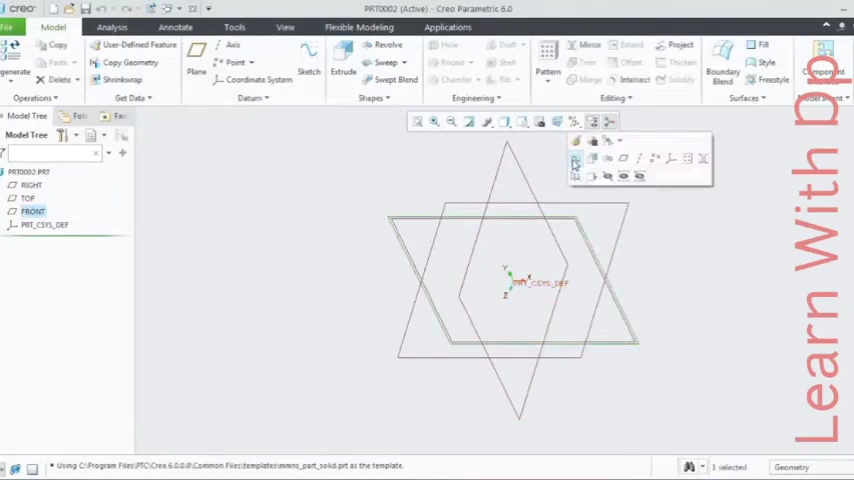 PRT0002 (Active) - Creo Parametric 6.0
File Model Analysis Annotate Tools View Flexible Modeling Applications
Copy User-Defined Feature Axis Revolve Hole Draft Mirror Extend Project Fill
Paste Copy Geometry Point Sweep Round Shell Trim Offset Thicken Style
Delete Shrinkwrap Coordinate System Swept Blend Chamfer Rib Merge Intersect Solidify Freestyle
Plane Sketch Extrude Pattern Boundary Blend
Operations Get Data Datum Shapes Engineering Editing Surfaces
Model Tree
Model Tree
PRT0002.PRT
RIGHT
TOP
FRONT
PRT_CSYS_DEF
Y
X
PRT_CSYS_DEF
Z
Learn With Dp
Using C:\Program Files\PTC\Creo 6.0.0.0\Common Files\templates\mmns_part_solid.prt as the template.
1 selected
Geometry